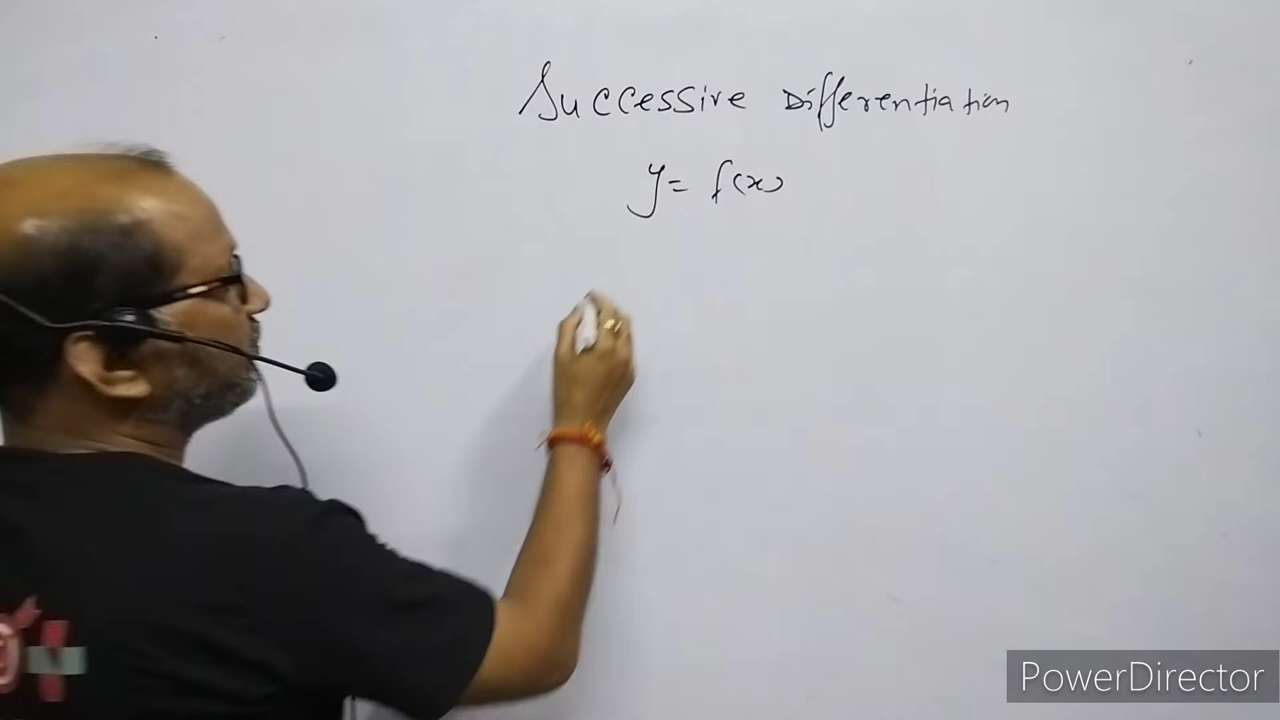 Successive Differentiation
y = f(x)
PowerDirector